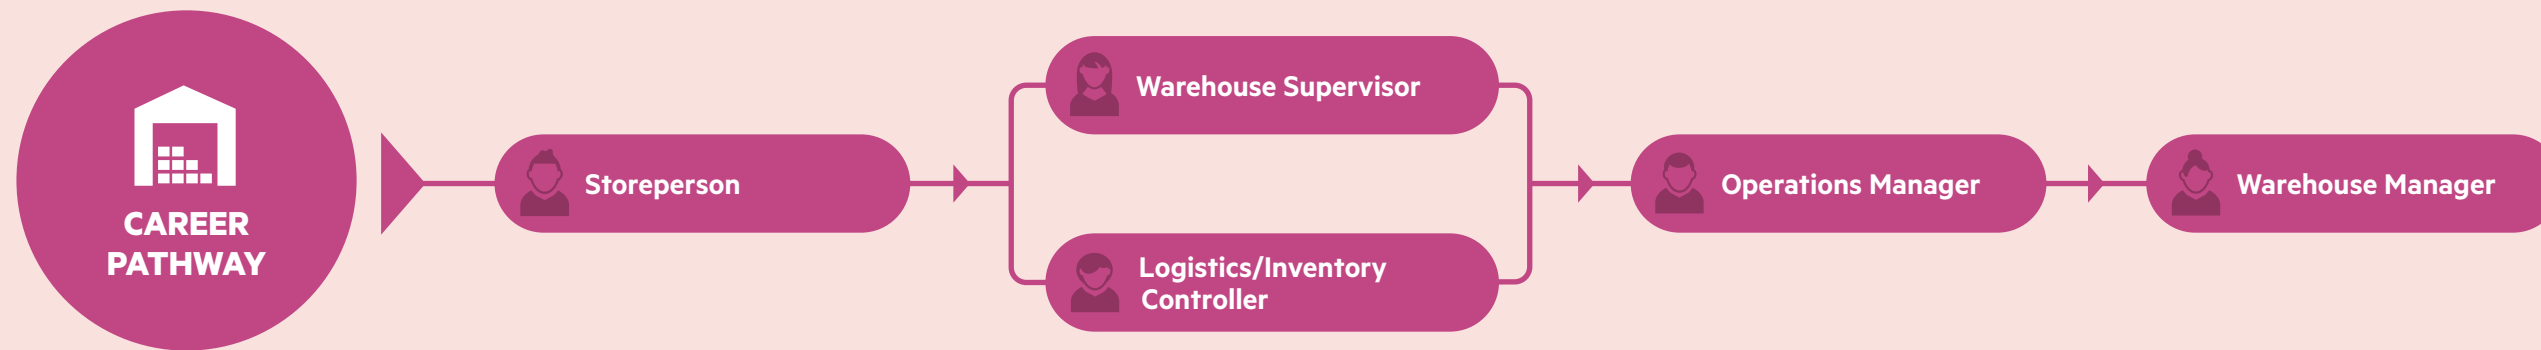 CAREER
PATHWAY
Storeperson
Warehouse Supervisor
Logistics/Inventory
Controller
Operations Manager
Warehouse Manager